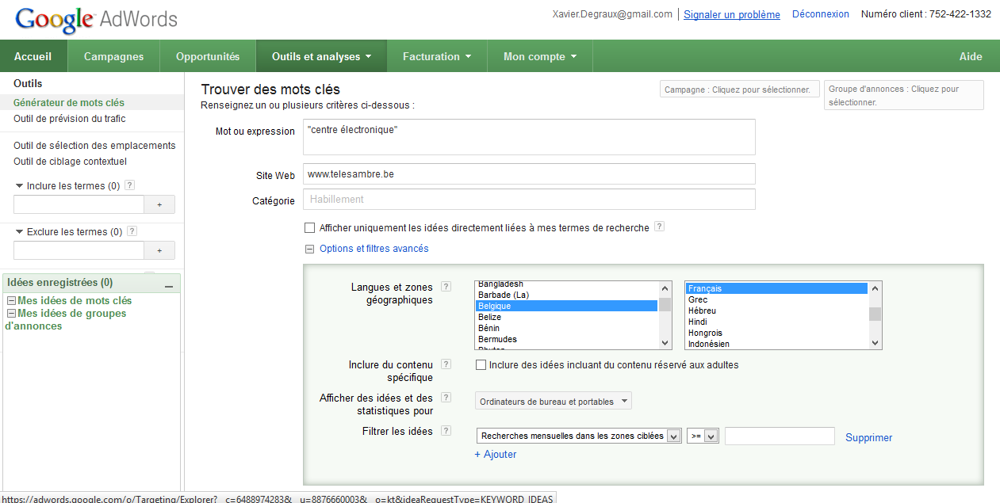 Google AdWords
Xavier.Degraux@gmail.com | Signaler un problème Déconnexion Numéro client : 752-422-1332
Accueil Campagnes Opportunités Outils et analyses Facturation Mon compte Aide
Outils
Générateur de mots clés
Outil de prévision du trafic
Outil de sélection des emplacements
Outil de ciblage contextuel
Inclure les termes (0) ?
+
Exclure les termes (0) ?
+
Idées enregistrées (0)
Mes idées de mots clés
Mes idées de groupes
d'annonces
Trouver des mots clés
Renseignez un ou plusieurs critères ci-dessous :
Campagne : Cliquez pour sélectionner.
Groupe d'annonces : Cliquez pour
sélectionner.
Mot ou expression "centre électronique"
Site Web www.telesambre.be
Catégorie Habillement
Afficher uniquement les idées directement liées à mes termes de recherche ?
Options et filtres avancés
Langues et zones
géographiques ?
Bangladesh
Barbade (La)
Belgique
Belize
Bénin
Bermudes
Bhutan
Français
Grec
Hébreu
Hindi
Hongrois
Indonésien
Inclure du contenu
spécifique ?
Inclure des idées incluant du contenu réservé aux adultes
Afficher des idées et des
statistiques pour ?
Ordinateurs de bureau et portables
Filtrer les idées ?
Recherches mensuelles dans les zones ciblées >= Supprimer
+ Ajouter
https://adwords.google.com/o/Targeting/Explorer?__c=6488974283&__u=8876660003&__o=kt&ideaRequestType=KEYWORD_IDEAS